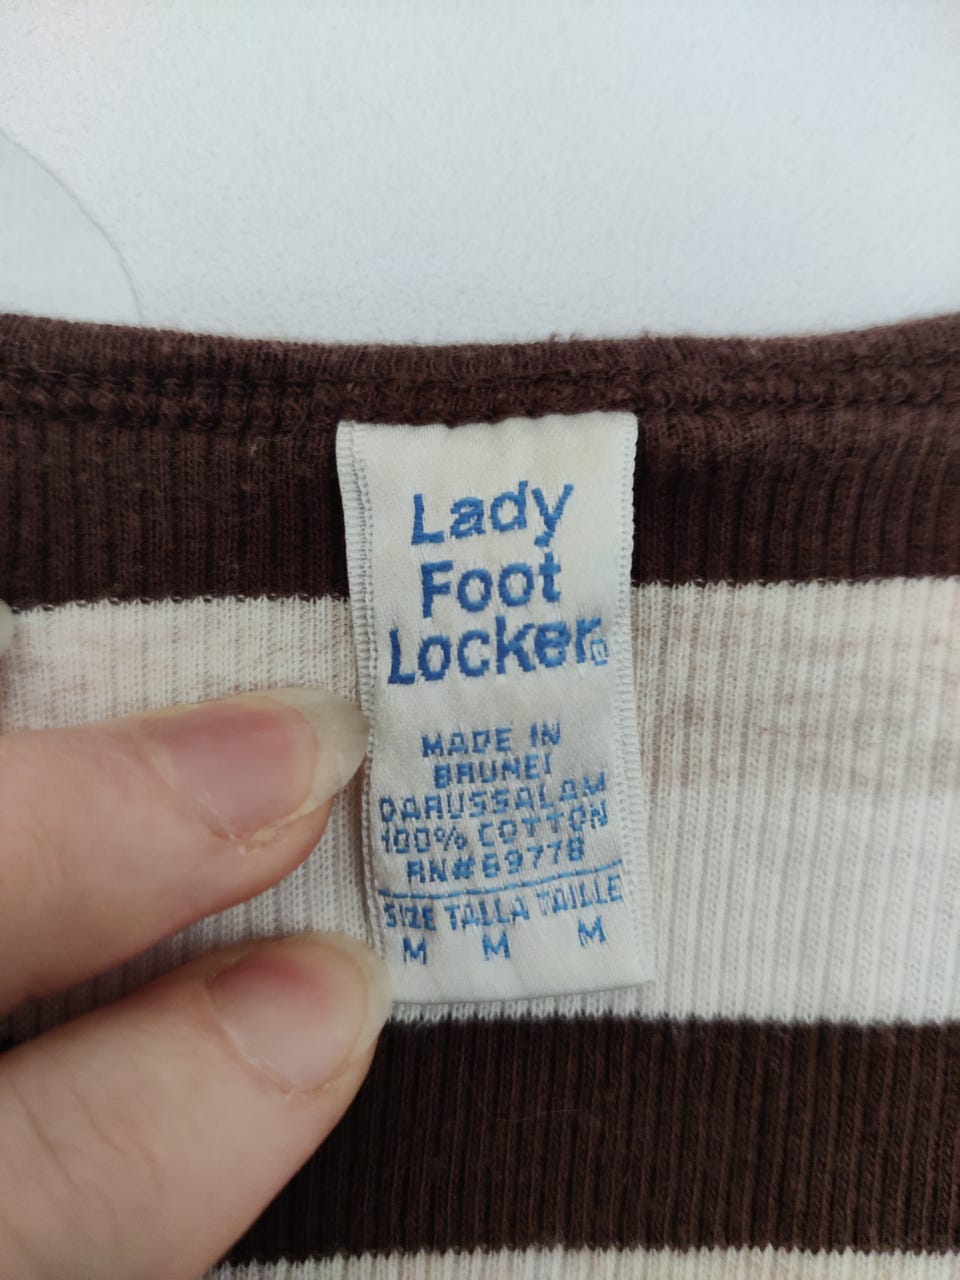 Lady
Foot
Locker®
MADE IN
BRUNEI
DARUSSALAM
100% COTTON
RN#69778
SIZE TALLA TAILLE
M M M